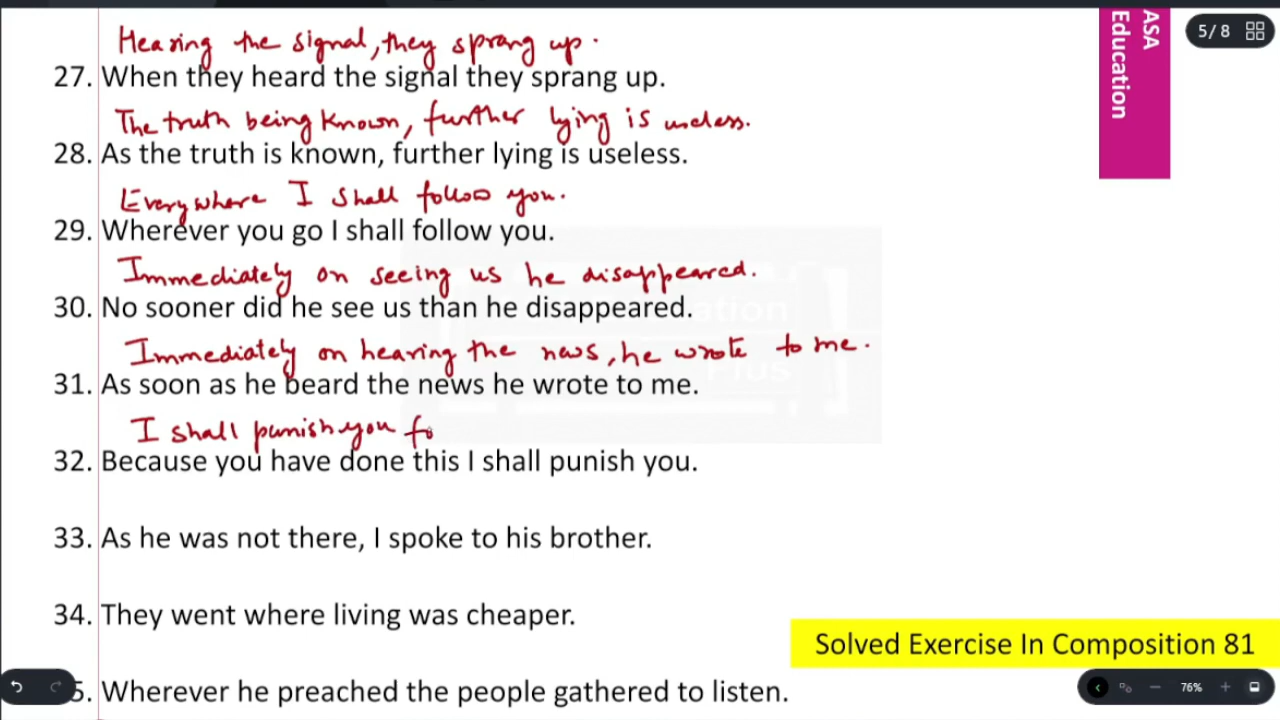 Hearing the signal, they sprang up.
27. When they heard the signal they sprang up.
The truth being known, further lying is useless.
28. As the truth is known, further lying is useless.
Everywhere I shall follow you.
29. Wherever you go I shall follow you.
Immediately on seeing us he disappeared.
30. No sooner did he see us than he disappeared.
Immediately on hearing the news, he wrote to me.
31. As soon as he beard the news he wrote to me.
I shall punish you fo
32. Because you have done this I shall punish you.
33. As he was not there, I spoke to his brother.
34. They went where living was cheaper.
5. Wherever he preached the people gathered to listen.
ASA
Education
5/8
Solved Exercise In Composition 81
76%